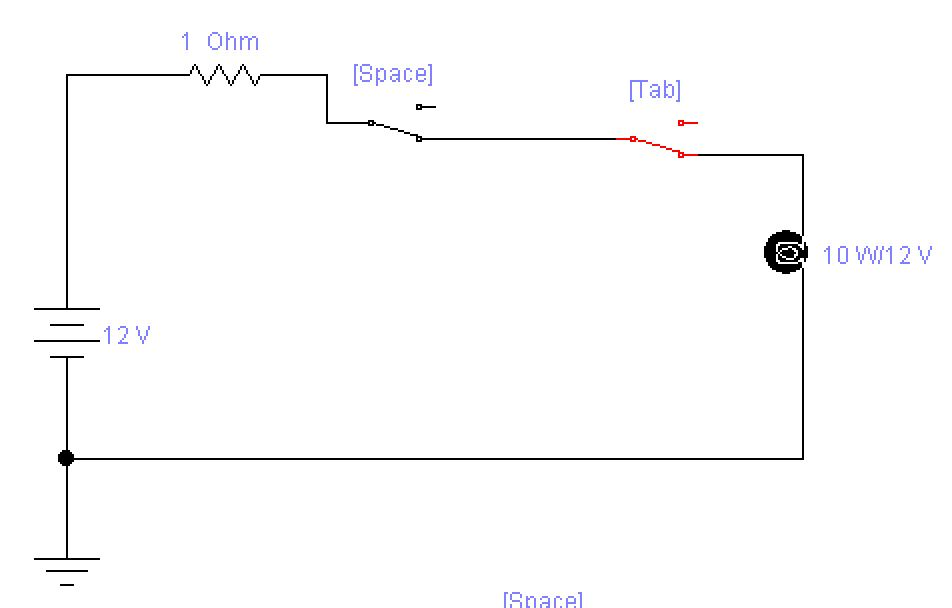 1 Ohm
[Space]
[Tab]
10 W/12 V
12 V
[Space]